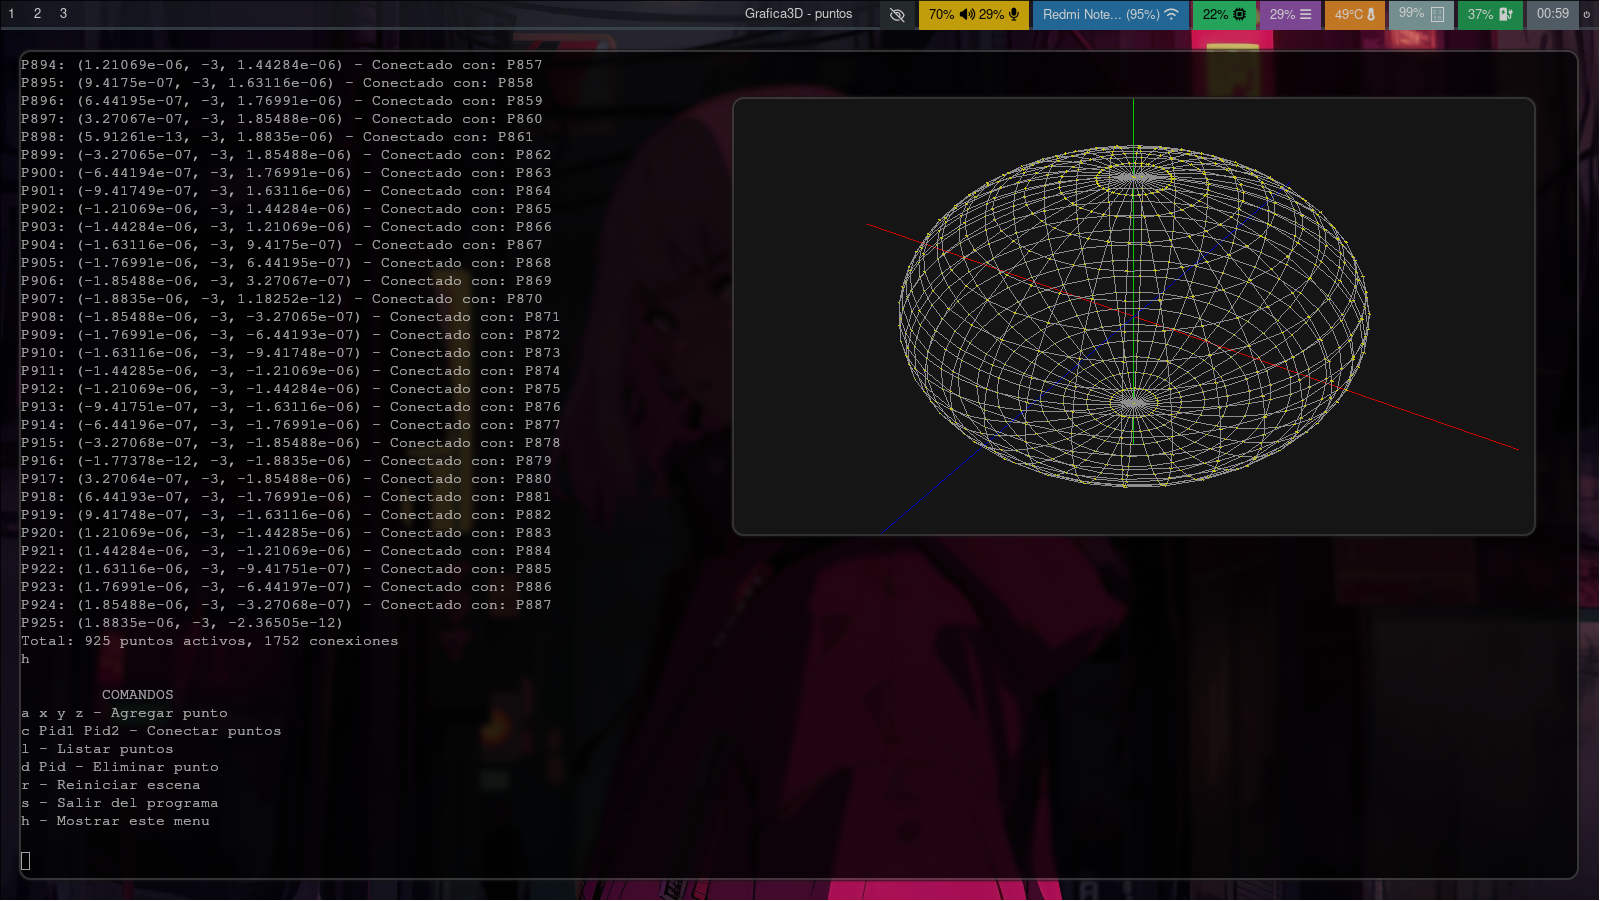 1 2 3 Grafica3D - puntos 70% 29% Redmi Note... (95%) 22% 29% 49°C 99% 37% 00:59
P894: (1.21069e-06, -3, 1.44284e-06) - Conectado con: P857
P895: (9.4175e-07, -3, 1.63116e-06) - Conectado con: P858
P896: (6.44195e-07, -3, 1.76991e-06) - Conectado con: P859
P897: (3.27067e-07, -3, 1.85488e-06) - Conectado con: P860
P898: (5.91261e-13, -3, 1.8835e-06) - Conectado con: P861
P899: (-3.27065e-07, -3, 1.85488e-06) - Conectado con: P862
P900: (-6.44194e-07, -3, 1.76991e-06) - Conectado con: P863
P901: (-9.41749e-07, -3, 1.63116e-06) - Conectado con: P864
P902: (-1.21069e-06, -3, 1.44284e-06) - Conectado con: P865
P903: (-1.44284e-06, -3, 1.21069e-06) - Conectado con: P866
P904: (-1.63116e-06, -3, 9.4175e-07) - Conectado con: P867
P905: (-1.76991e-06, -3, 6.44195e-07) - Conectado con: P868
P906: (-1.85488e-06, -3, 3.27067e-07) - Conectado con: P869
P907: (-1.8835e-06, -3, 1.18252e-12) - Conectado con: P870
P908: (-1.85488e-06, -3, -3.27065e-07) - Conectado con: P871
P909: (-1.76991e-06, -3, -6.44193e-07) - Conectado con: P872
P910: (-1.63116e-06, -3, -9.41748e-07) - Conectado con: P873
P911: (-1.44285e-06, -3, -1.21069e-06) - Conectado con: P874
P912: (-1.21069e-06, -3, -1.44284e-06) - Conectado con: P875
P913: (-9.41751e-07, -3, -1.63116e-06) - Conectado con: P876
P914: (-6.44196e-07, -3, -1.76991e-06) - Conectado con: P877
P915: (-3.27068e-07, -3, -1.85488e-06) - Conectado con: P878
P916: (-1.77378e-12, -3, -1.8835e-06) - Conectado con: P879
P917: (3.27064e-07, -3, -1.85488e-06) - Conectado con: P880
P918: (6.44193e-07, -3, -1.76991e-06) - Conectado con: P881
P919: (9.41748e-07, -3, -1.63116e-06) - Conectado con: P882
P920: (1.21069e-06, -3, -1.44285e-06) - Conectado con: P883
P921: (1.44284e-06, -3, -1.21069e-06) - Conectado con: P884
P922: (1.63116e-06, -3, -9.41751e-07) - Conectado con: P885
P923: (1.76991e-06, -3, -6.44197e-07) - Conectado con: P886
P924: (1.85488e-06, -3, -3.27068e-07) - Conectado con: P887
P925: (1.8835e-06, -3, -2.36505e-12)
Total: 925 puntos activos, 1752 conexiones
h
COMANDOS
a x y z - Agregar punto
c Pid1 Pid2 - Conectar puntos
l - Listar puntos
d Pid - Eliminar punto
r - Reiniciar escena
s - Salir del programa
h - Mostrar este menu